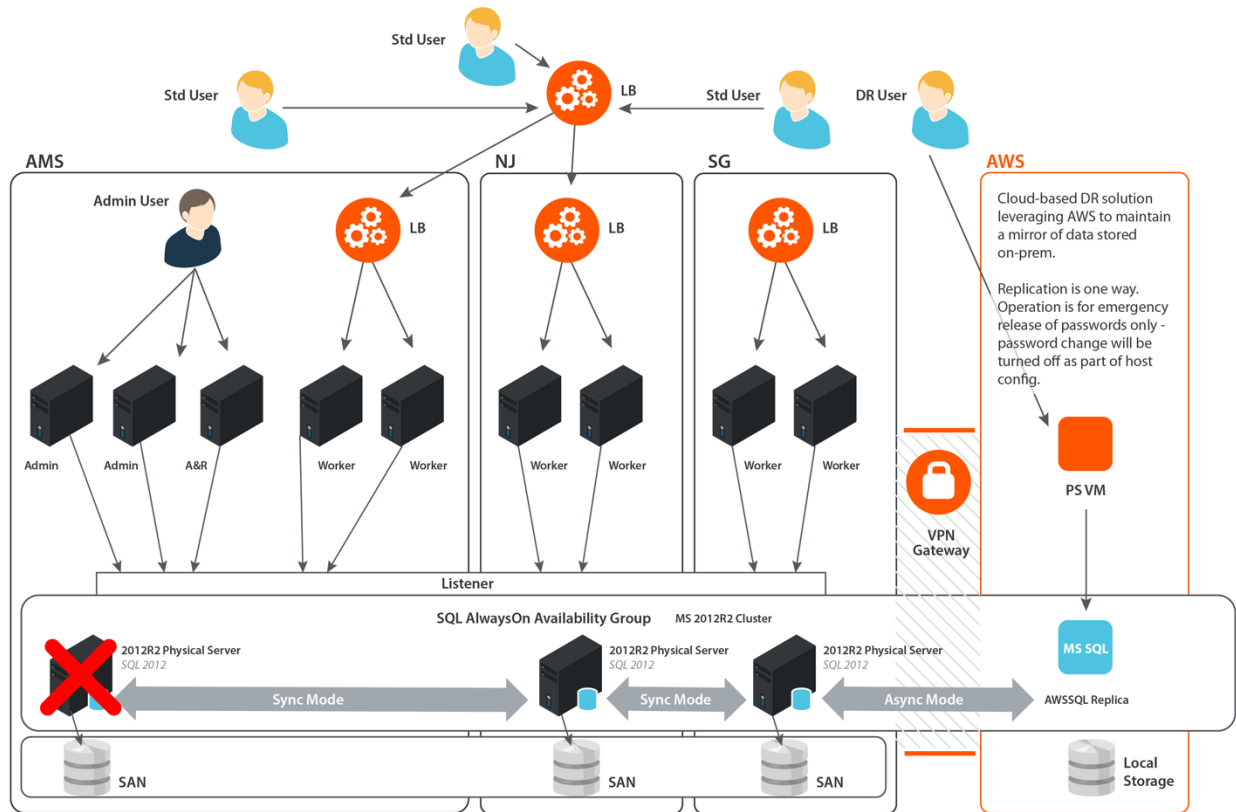 Std User
LB
Std User
Std User
DR User
AMS
NJ
SG
AWS
Admin User
LB
LB
LB
Cloud-based DR solution
leveraging AWS to maintain
a mirror of data stored
on-prem.
Replication is one way.
Operation is for emergency
release of passwords only -
password change will be
turned off as part of host
config.
Admin
Admin
A&R
Worker
Worker
Worker
Worker
Worker
Worker
PS VM
VPN
Gateway
Listener
SQL AlwaysOn Availability Group
MS 2012R2 Cluster
2012R2 Physical Server
SQL 2012
2012R2 Physical Server
SQL 2012
2012R2 Physical Server
SQL 2012
MS SQL
Sync Mode
Sync Mode
Async Mode
AWSSQL Replica
SAN
SAN
SAN
Local
Storage